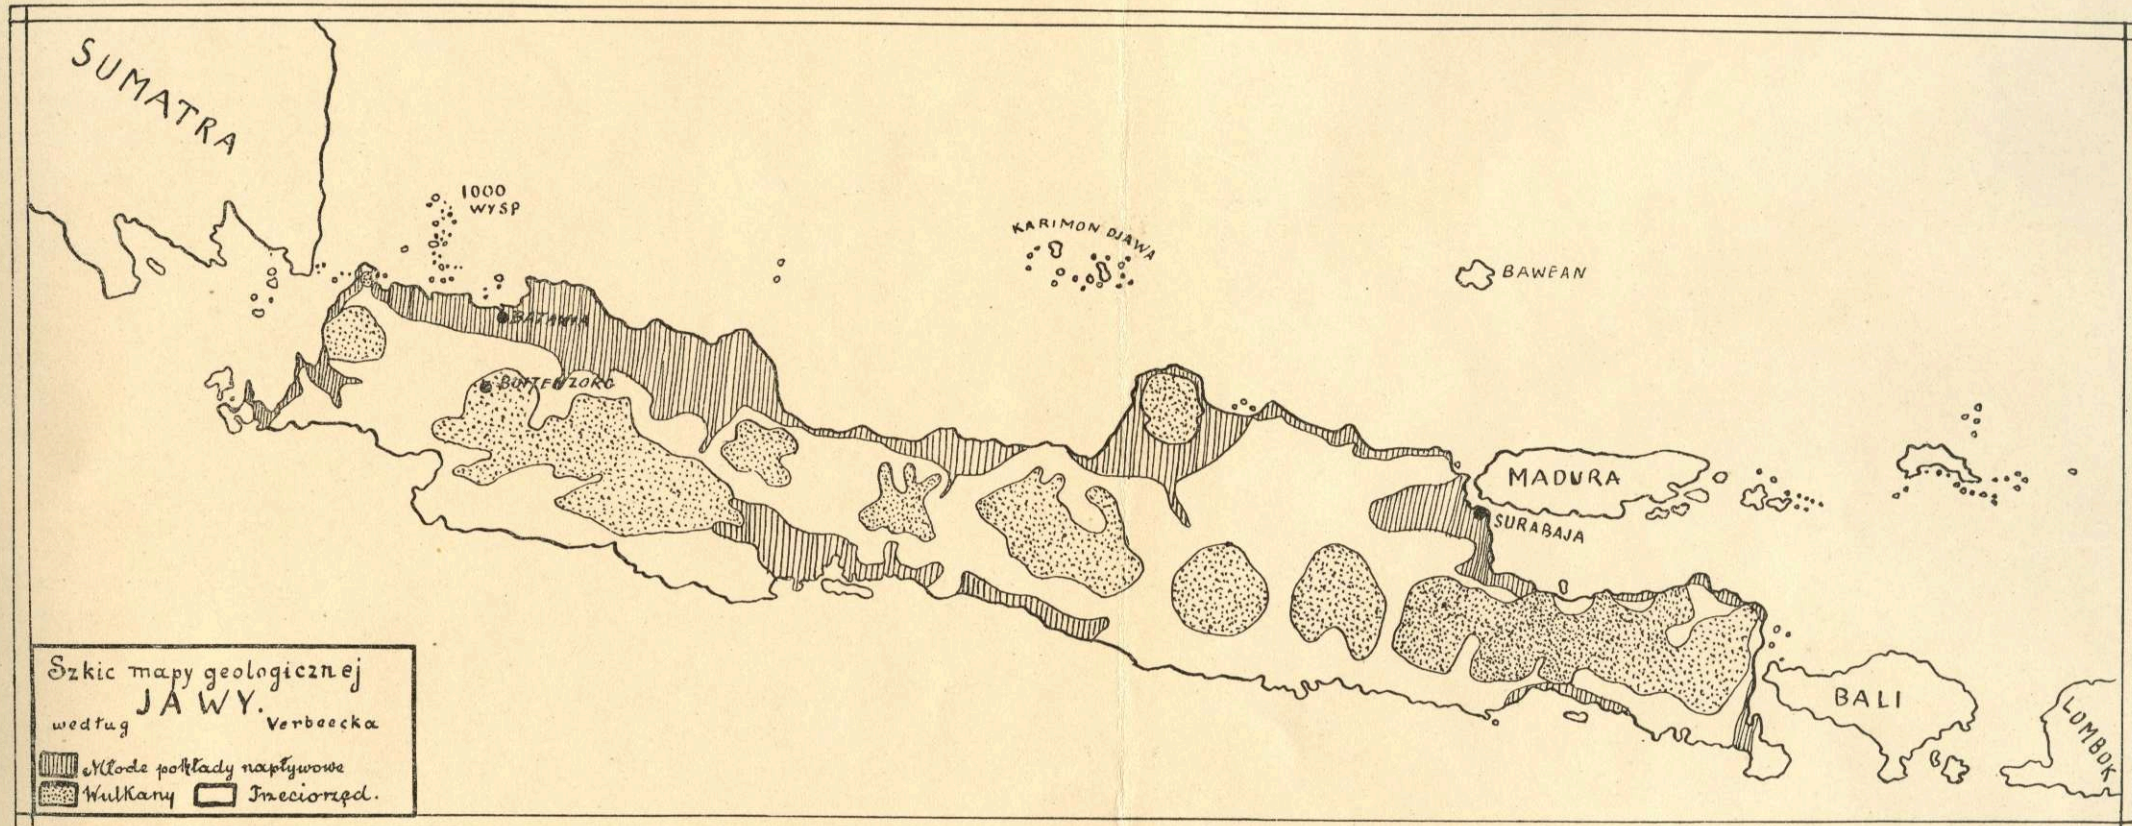 SUMATRA
1000
WYSP
KARIMON DJAWA
BAWEAN
BATAWIA
BUITENZORG
MADURA
SURABAJA
BALI
LOMBOK
Szkic mapy geologicznej
JAWY.
według Verbeecka
Młode pokłady napływowe
Wulkany Trzeciorzęd.